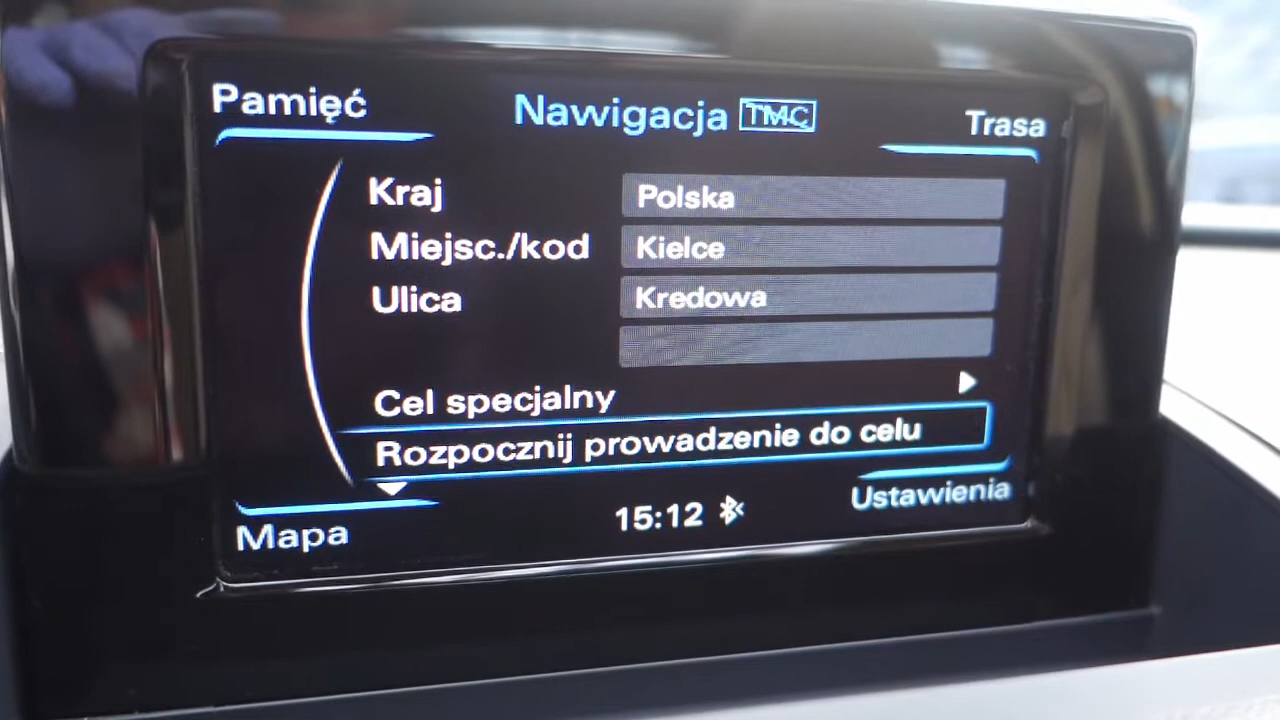 Pamięć
Nawigacja TMC
Trasa
Kraj Polska
Miejsc./kod Kielce
Ulica Kredowa
Cel specjalny
Rozpocznij prowadzenie do celu
Mapa
15:12
Ustawienia